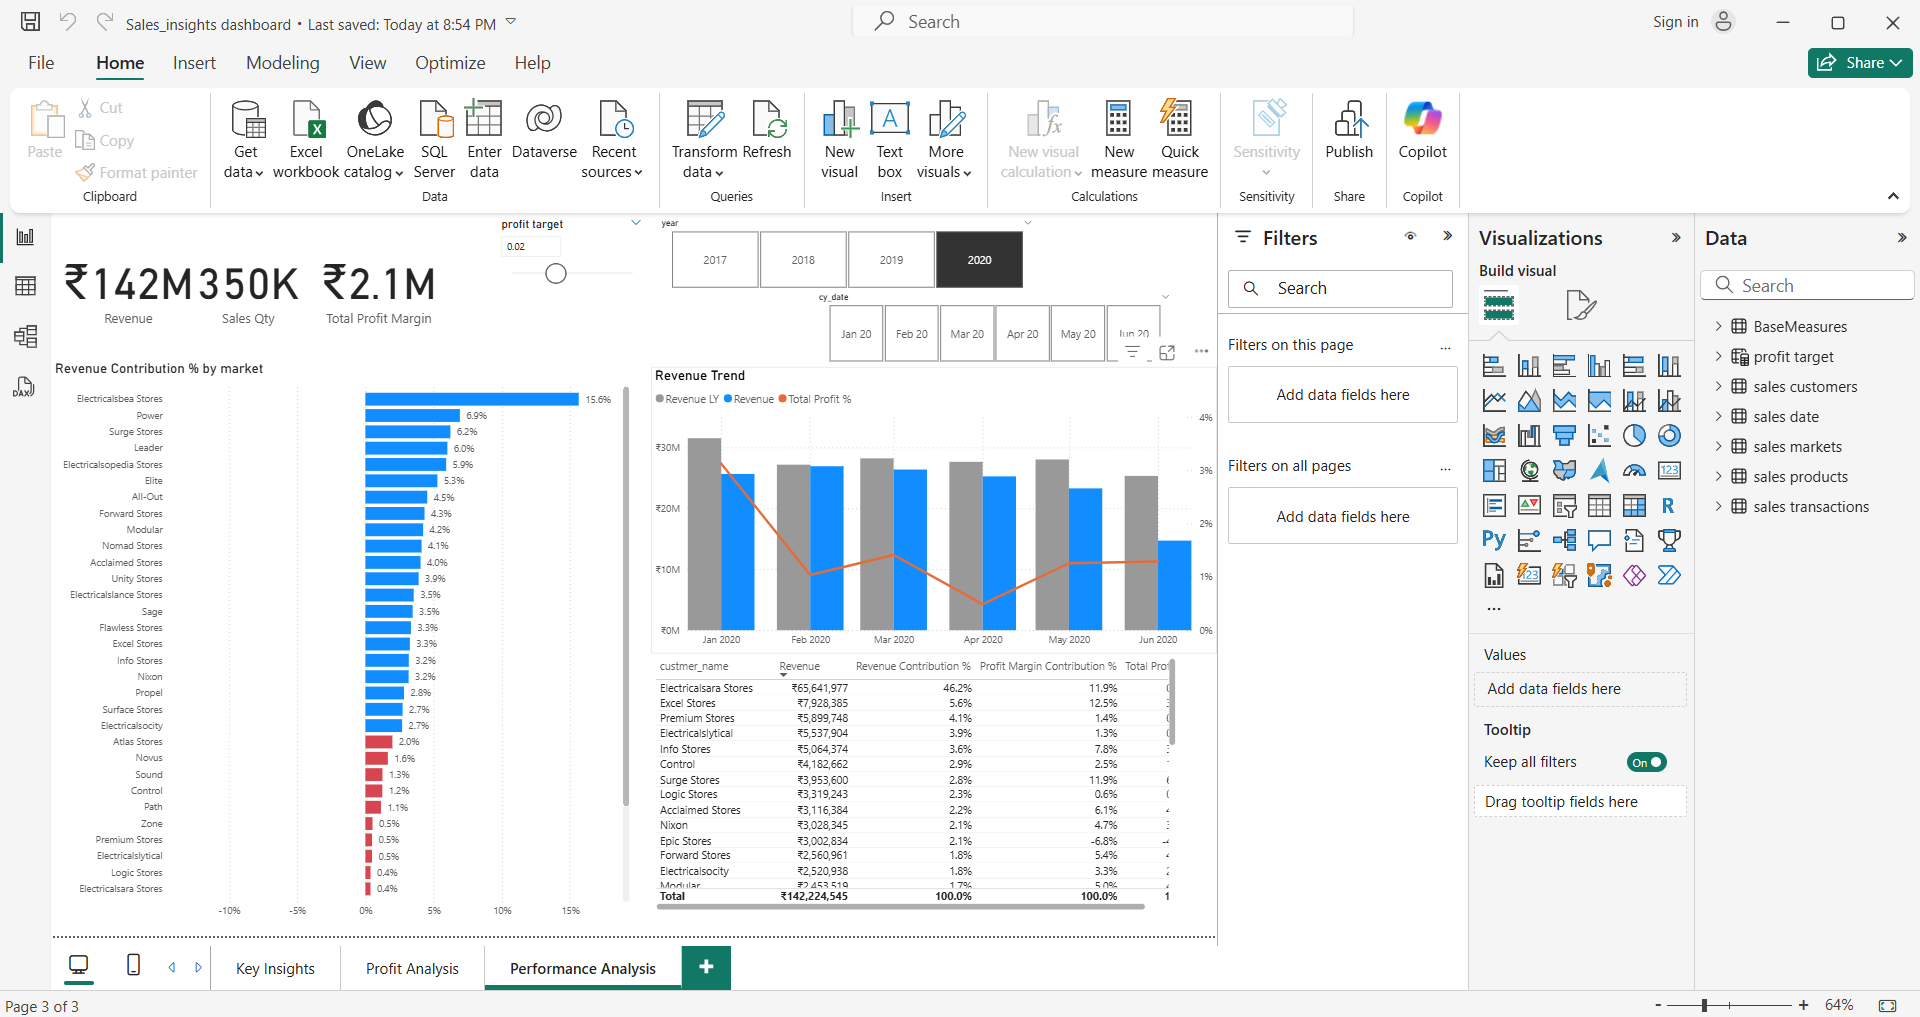 Sales_insights dashboard • Last saved: Today at 8:54 PM
Search
Sign in
File
Home
Insert
Modeling
View
Optimize
Help
Share
Paste
Cut
Copy
Format painter
Clipboard
Get data
Excel workbook
OneLake catalog
SQL Server
Enter data
Dataverse
Recent sources
Data
Transform data
Refresh
Queries
New visual
Text box
More visuals
Insert
New visual calculation
New measure
Quick measure
Calculations
Sensitivity
Sensitivity
Publish
Share
Copilot
Copilot
₹142M
Revenue
350K
Sales Qty
₹2.1M
Total Profit Margin
profit target
0.02
year
2017
2018
2019
2020
cy_date
Jan 20
Feb 20
Mar 20
Apr 20
May 20
Jun 20
Revenue Contribution % by market
Electricalsbea Stores 15.6%
Power 6.9%
Surge Stores 6.2%
Leader 6.0%
Electricalsopedia Stores 5.9%
Elite 5.3%
All-Out 4.5%
Forward Stores 4.3%
Modular 4.2%
Nomad Stores 4.1%
Acclaimed Stores 4.0%
Unity Stores 3.9%
Electricalslance Stores 3.5%
Sage 3.5%
Flawless Stores 3.3%
Excel Stores 3.3%
Info Stores 3.2%
Nixon 3.2%
Propel 2.8%
Surface Stores 2.7%
Electricalsocity 2.7%
Atlas Stores 2.0%
Novus 1.6%
Sound 1.3%
Control 1.2%
Path 1.1%
Zone 0.5%
Premium Stores 0.5%
Electricalslytical 0.5%
Logic Stores 0.4%
Electricalsara Stores 0.4%
-10% -5% 0% 5% 10% 15%
Revenue Trend
Revenue LY Revenue Total Profit %
4%
₹30M
3%
₹20M
2%
₹10M
1%
₹0M
0%
Jan 2020 Feb 2020 Mar 2020 Apr 2020 May 2020 Jun 2020
custmer_name Revenue Revenue Contribution % Profit Margin Contribution % Total Prof
Electricalsara Stores ₹65,641,977 46.2% 11.9%
Excel Stores ₹7,928,385 5.6% 12.5%
Premium Stores ₹5,899,748 4.1% 1.4%
Electricalslytical ₹5,537,904 3.9% 1.3%
Info Stores ₹5,064,374 3.6% 7.8%
Control ₹4,182,662 2.9% 2.5%
Surge Stores ₹3,953,600 2.8% 11.9%
Logic Stores ₹3,319,243 2.3% 0.6%
Acclaimed Stores ₹3,116,384 2.2% 6.1%
Nixon ₹3,028,345 2.1% 4.7%
Epic Stores ₹3,002,834 2.1% -6.8%
Forward Stores ₹2,560,961 1.8% 5.4%
Electricalsocity ₹2,520,938 1.8% 3.3%
Modular ₹2,453,519 1.7% 5.0%
Total ₹142,224,545 100.0% 100.0% 1
Filters
Search
Filters on this page
Add data fields here
Filters on all pages
Add data fields here
Visualizations
Build visual
123
R
Py
123
Values
Add data fields here
Tooltip
Keep all filters
On
Drag tooltip fields here
Data
Search
BaseMeasures
profit target
sales customers
sales date
sales markets
sales products
sales transactions
DAX
Key Insights
Profit Analysis
Performance Analysis
+
Page 3 of 3
- + 64%